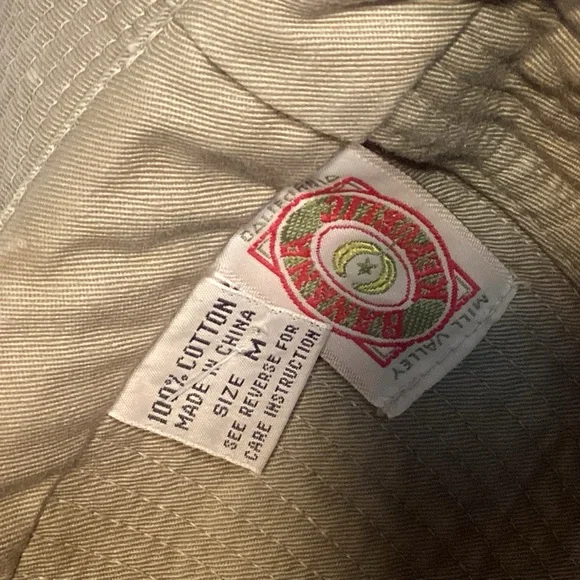 CALIFORNIA
BANANA
REPUBLIC
MILL VALLEY
100% COTTON
MADE IN CHINA
SIZE M
SEE REVERSE FOR
CARE INSTRUCTION